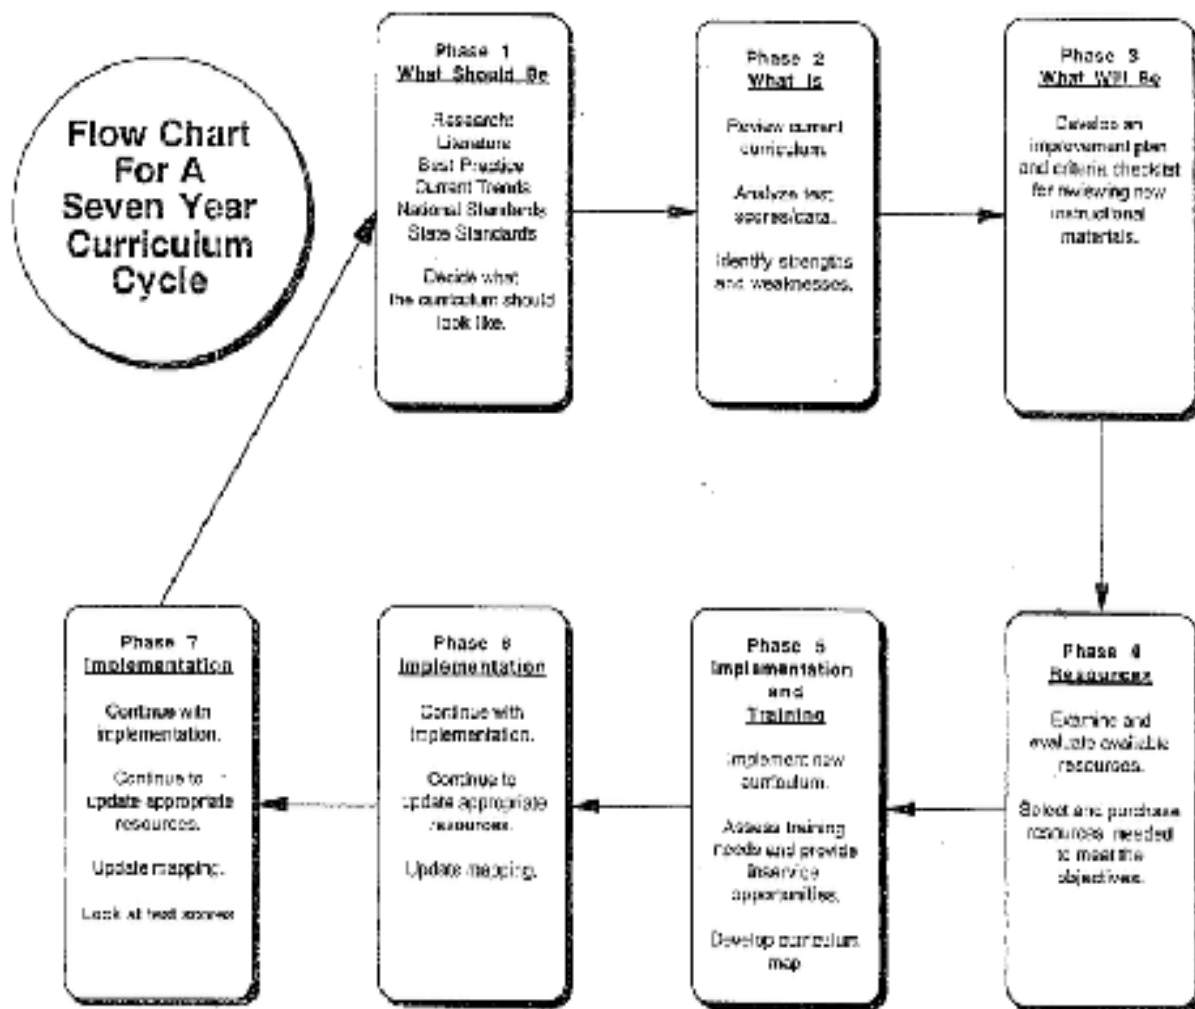 Flow Chart
For A
Seven Year
Curriculum
Cycle
Phase 1
What Should Be
Research:
Literature
Best Practice
Current Trends
National Standards
State Standards
Decide what
the curriculum should
look like.
Phase 2
What Is
Review current
curriculum.
Analyze test
scores/data.
Identify strengths
and weaknesses.
Phase 3
What Will Be
Develop an
improvement plan
and criteria checklist
for reviewing new
instructional
materials.
Phase 4
Resources
Examine and
evaluate available
resources.
Select and purchase
resources needed
to meet the
objectives.
Phase 5
Implementation
and
Training
Implement new
curriculum.
Assess training
needs and provide
inservice
opportunities.
Develop curriculum
map
Phase 6
Implementation
Continue with
implementation.
Continue to
update appropriate
resources.
Update mapping.
Phase 7
Implementation
Continue with
implementation.
Continue to
update appropriate
resources.
Update mapping.
Look at test scores